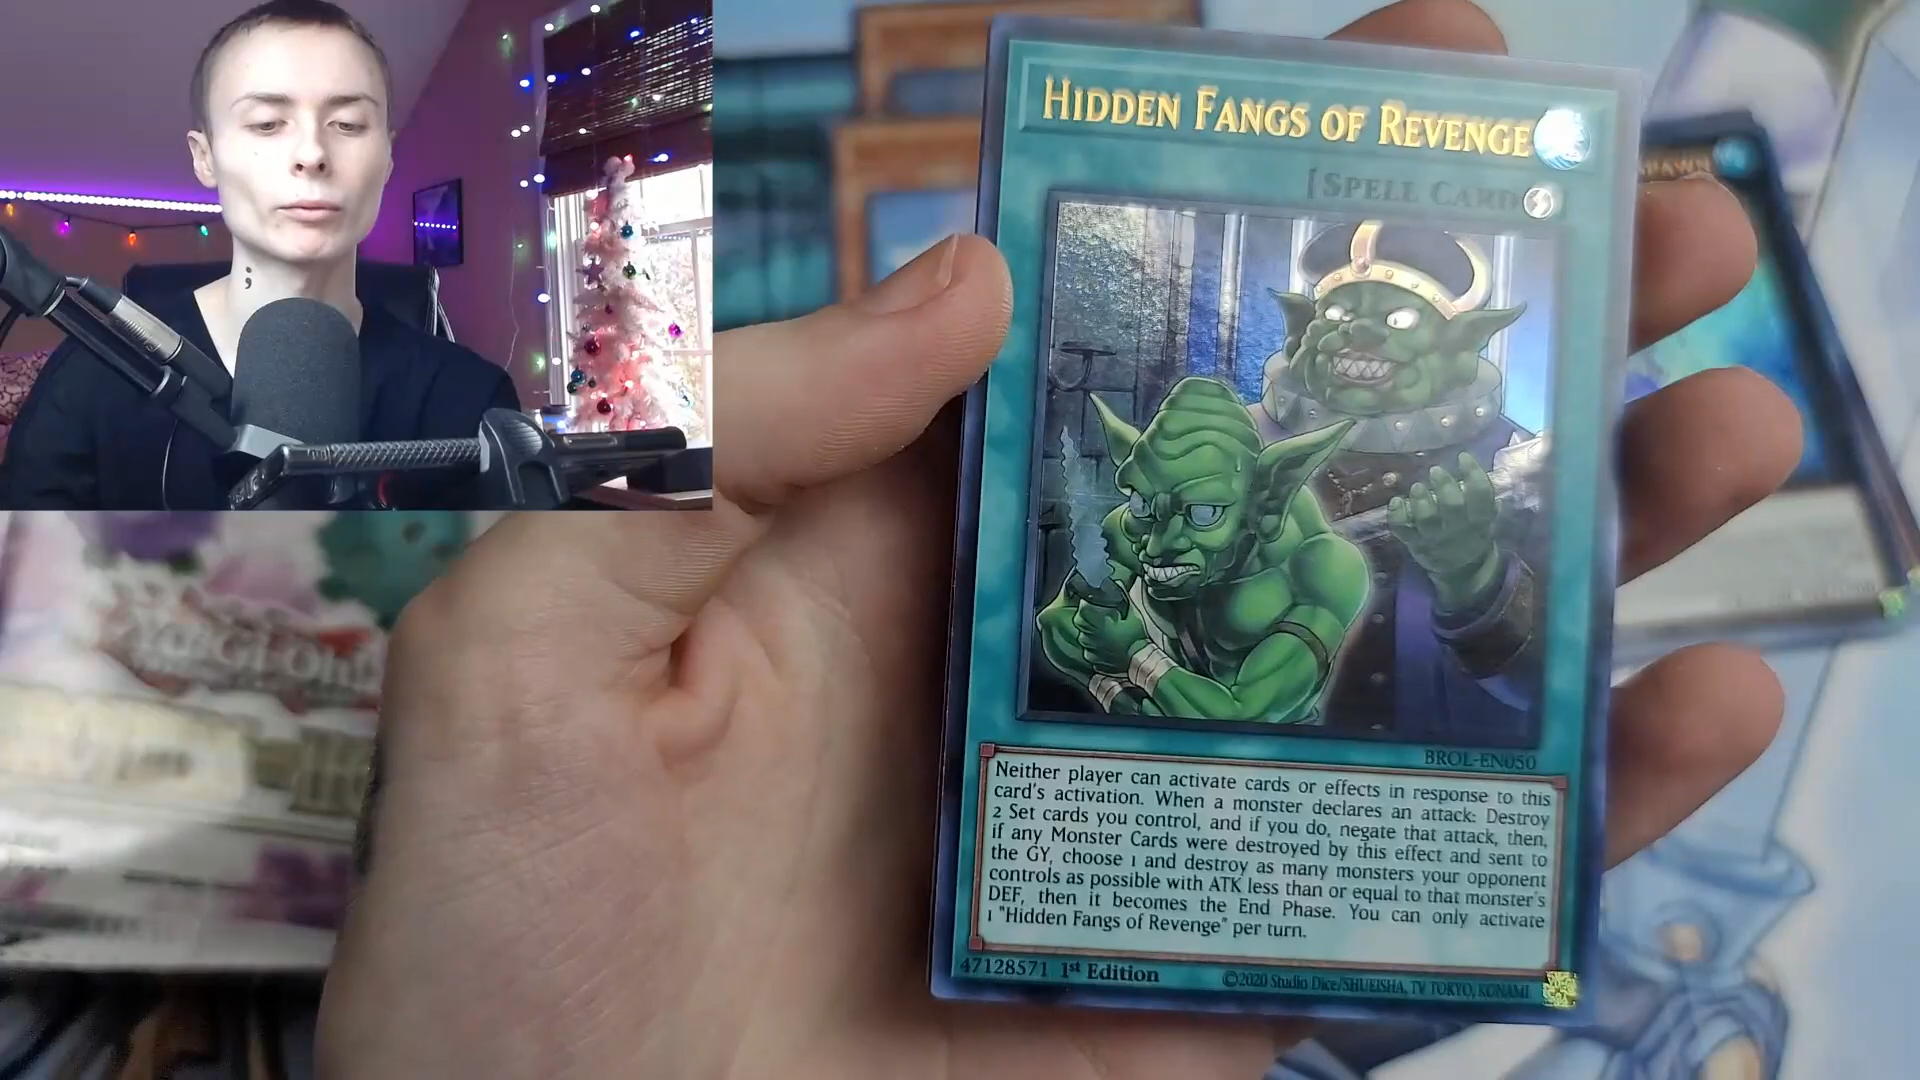 HIDDEN FANGS OF REVENGE
[SPELL CARD
BROL-EN050
Neither player can activate cards or effects in response to this
card's activation. When a monster declares an attack: Destroy
2 Set cards you control, and if you do, negate that attack, then,
if any Monster Cards were destroyed by this effect and sent to
the GY, choose 1 and destroy as many monsters your opponent
controls as possible with ATK less than or equal to that monster's
DEF, then it becomes the End Phase. You can only activate
1 "Hidden Fangs of Revenge" per turn.
47128571 1st Edition
©2020 Studio Dice/SHUEISHA, TV TOKYO, KONAMI
Yu-Gi-Oh!